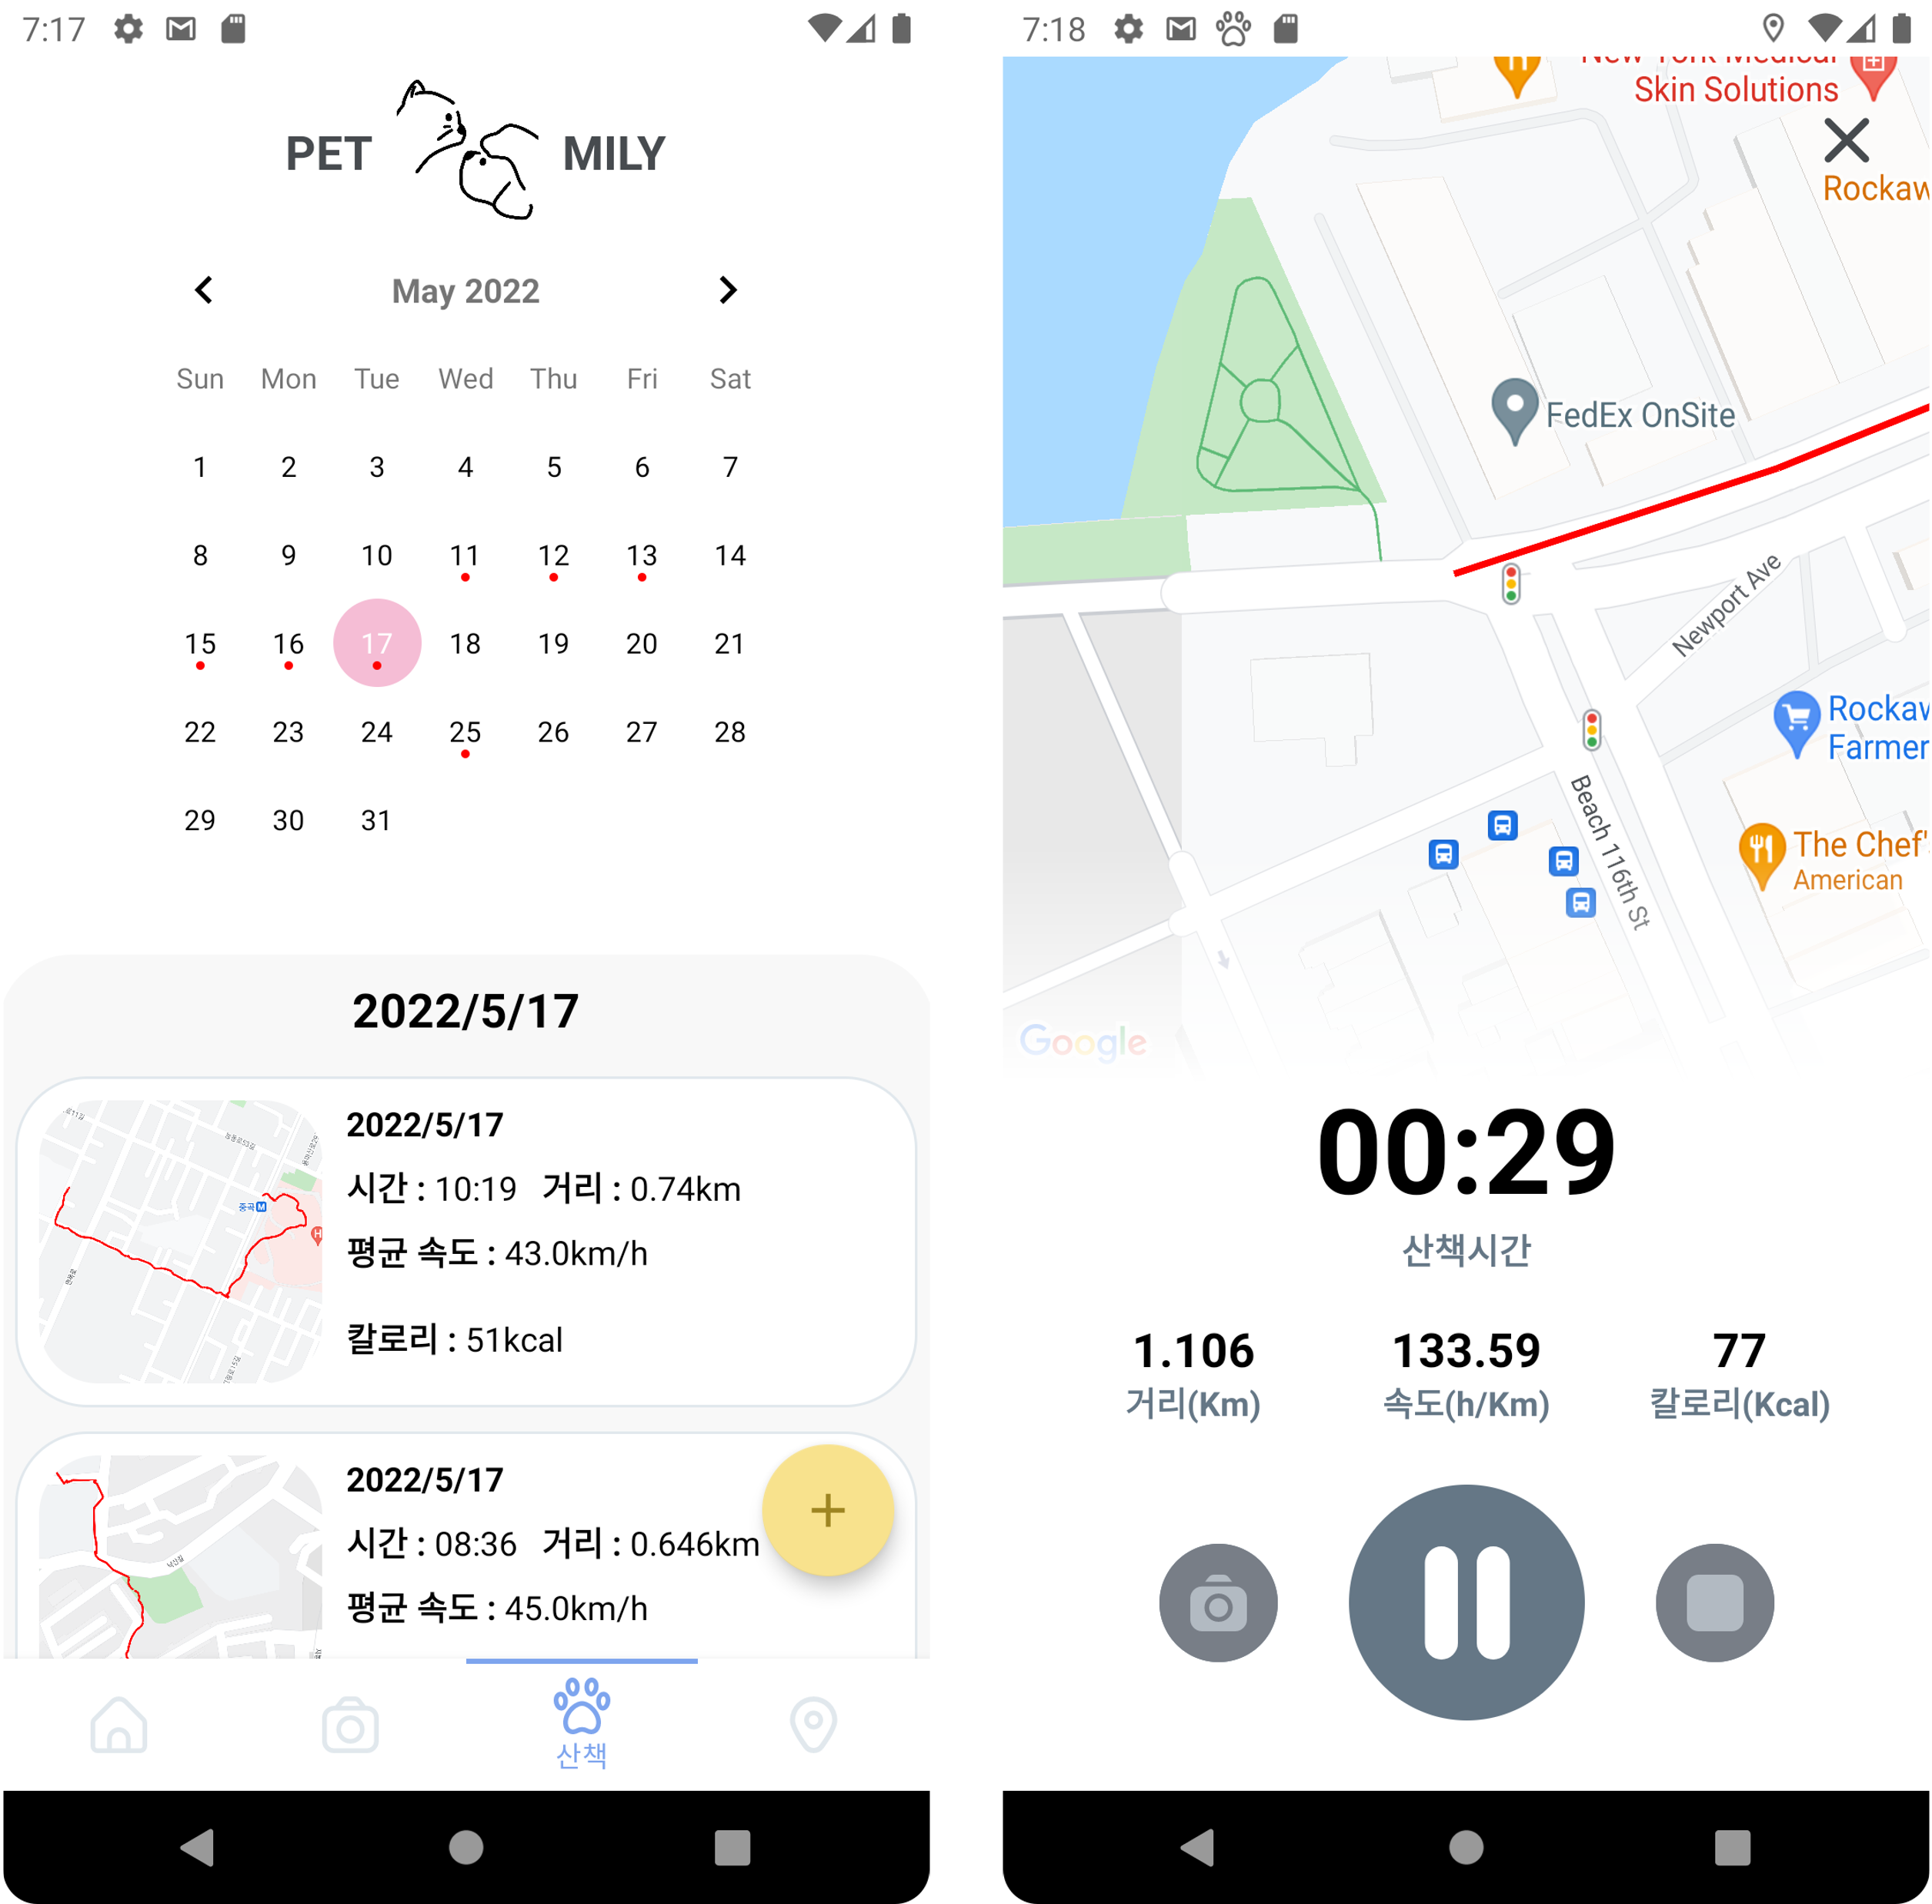 7:17
PET MILY
May 2022
Sun Mon Tue Wed Thu Fri Sat
1 2 3 4 5 6 7
8 9 10 11 12 13 14
15 16 17 18 19 20 21
22 23 24 25 26 27 28
29 30 31
2022/5/17
2022/5/17
시간 : 10:19 거리 : 0.74km
평균 속도 : 43.0km/h
칼로리 : 51kcal
중곡
2022/5/17
시간 : 08:36 거리 : 0.646km
평균 속도 : 45.0km/h
산책
7:18
New York Medical
Skin Solutions
Rockaw
FedEx OnSite
Newport Ave
Rockaw
Farmer
Beach 116th St
The Chef'
American
Google
00:29
산책시간
1.106 133.59 77
거리(Km) 속도(h/Km) 칼로리(Kcal)